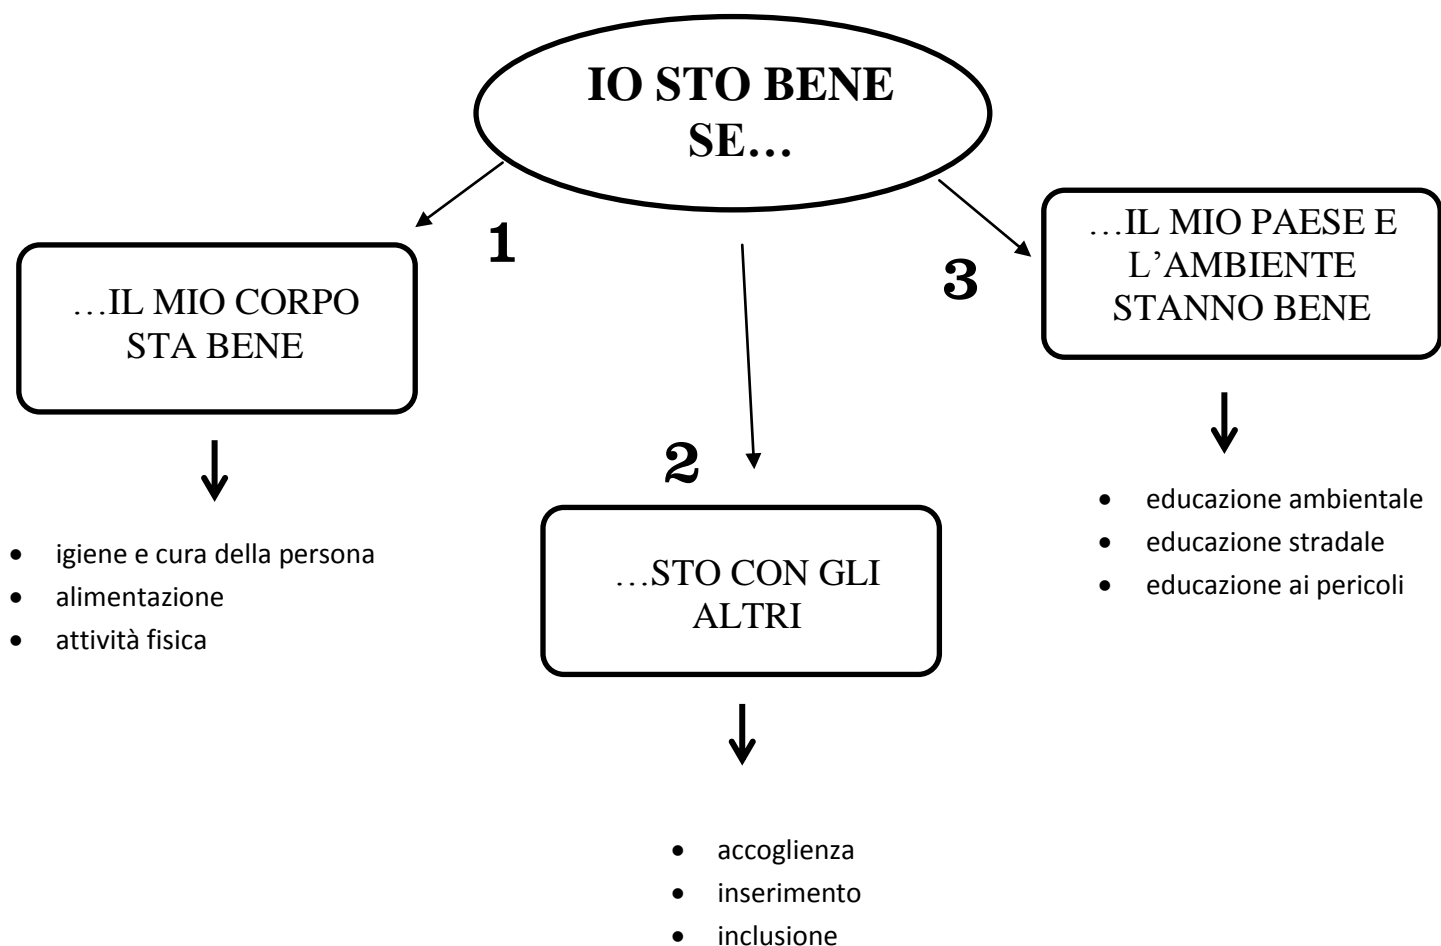 IO STO BENE
SE…
1
…IL MIO CORPO
STA BENE
• igiene e cura della persona
• alimentazione
• attività fisica
2
…STO CON GLI
ALTRI
• accoglienza
• inserimento
• inclusione
3
…IL MIO PAESE E
L’AMBIENTE
STANNO BENE
• educazione ambientale
• educazione stradale
• educazione ai pericoli